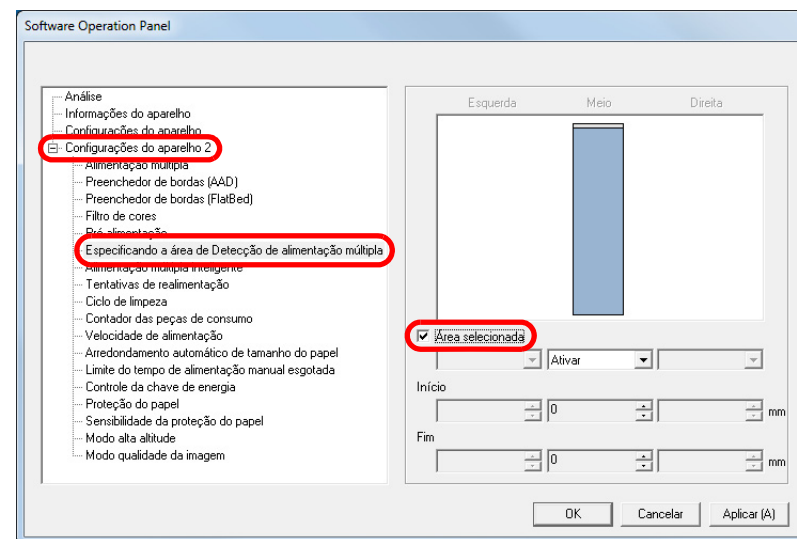 Software Operation Panel
Análise
Informações do aparelho
Configurações do aparelho
Configurações do aparelho 2
Alimentação múltipla
Preenchedor de bordas (AAD)
Preenchedor de bordas (FlatBed)
Filtro de cores
Pré-alimentação
Especificando a área de Detecção de alimentação múltipla
Alimentação múltipla inteligente
Tentativas de realimentação
Ciclo de limpeza
Contador das peças de consumo
Velocidade de alimentação
Arredondamento automático de tamanho do papel
Limite do tempo de alimentação manual esgotada
Controle da chave de energia
Proteção do papel
Sensibilidade da proteção do papel
Modo alta altitude
Modo qualidade da imagem
Esquerda Meio Direita
Área selecionada
Ativar
Início
0 mm
Fim
0 mm
OK Cancelar Aplicar (A)